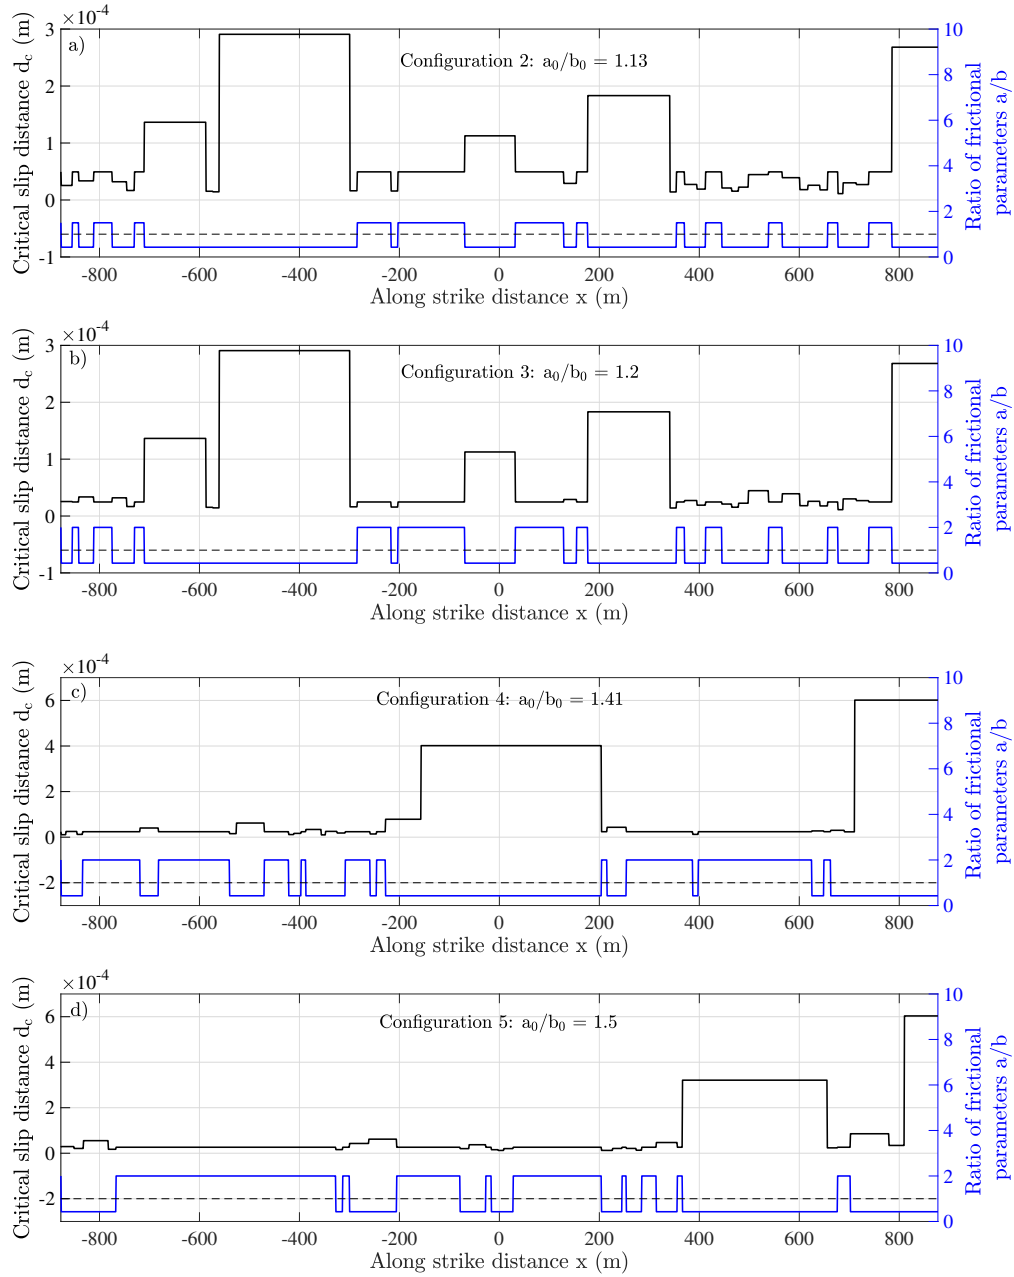 ×10⁻⁴
a)
Configuration 2: a₀/b₀ = 1.13
Critical slip distance d_c (m)
3
2
1
0
-1
10
8
6
4
2
0
Ratio of frictional
parameters a/b
-800 -600 -400 -200 0 200 400 600 800
Along strike distance x (m)
×10⁻⁴
b)
Configuration 3: a₀/b₀ = 1.2
Critical slip distance d_c (m)
3
2
1
0
-1
10
8
6
4
2
0
Ratio of frictional
parameters a/b
-800 -600 -400 -200 0 200 400 600 800
Along strike distance x (m)
×10⁻⁴
c)
Configuration 4: a₀/b₀ = 1.41
Critical slip distance d_c (m)
6
4
2
0
-2
10
8
6
4
2
0
Ratio of frictional
parameters a/b
-800 -600 -400 -200 0 200 400 600 800
Along strike distance x (m)
×10⁻⁴
d)
Configuration 5: a₀/b₀ = 1.5
Critical slip distance d_c (m)
6
4
2
0
-2
10
8
6
4
2
0
Ratio of frictional
parameters a/b
-800 -600 -400 -200 0 200 400 600 800
Along strike distance x (m)